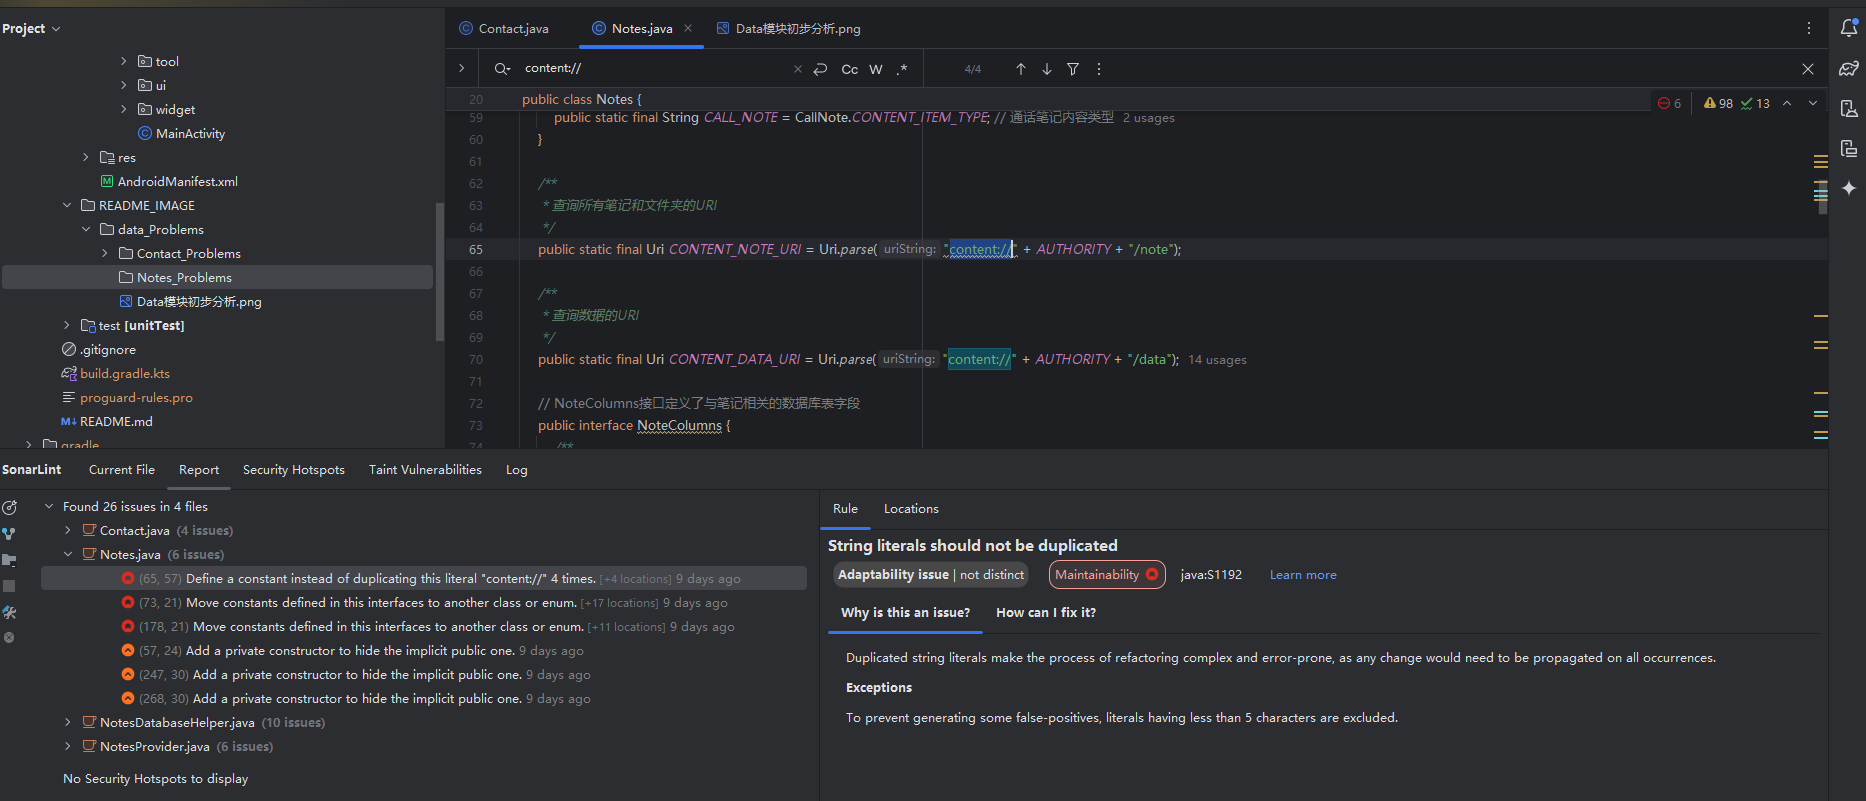 Project
tool
ui
widget
MainActivity
res
AndroidManifest.xml
README_IMAGE
data_Problems
Contact_Problems
Notes_Problems
Data模块初步分析.png
test [unitTest]
.gitignore
build.gradle.kts
proguard-rules.pro
README.md
gradle
Contact.java
Notes.java
Data模块初步分析.png
content://
Cc W .*
4/4
6
98
13
20 public class Notes {
59 public static final String CALL_NOTE = CallNote.CONTENT_ITEM_TYPE; // 通话笔记内容类型 2 usages
60 }
61
62 /**
63 * 查询所有笔记和文件夹的URI
64 */
65 public static final Uri CONTENT_NOTE_URI = Uri.parse( uriString: "content://" + AUTHORITY + "/note");
66
67 /**
68 * 查询数据的URI
69 */
70 public static final Uri CONTENT_DATA_URI = Uri.parse( uriString: "content://" + AUTHORITY + "/data"); 14 usages
71
72 // NoteColumns接口定义了与笔记相关的数据库表字段
73 public interface NoteColumns {
74 /**
SonarLint
Current File
Report
Security Hotspots
Taint Vulnerabilities
Log
Found 26 issues in 4 files
Contact.java (4 issues)
Notes.java (6 issues)
(65, 57) Define a constant instead of duplicating this literal "content://" 4 times. [+4 locations] 9 days ago
(73, 21) Move constants defined in this interfaces to another class or enum. [+17 locations] 9 days ago
(178, 21) Move constants defined in this interfaces to another class or enum. [+11 locations] 9 days ago
(57, 24) Add a private constructor to hide the implicit public one. 9 days ago
(247, 30) Add a private constructor to hide the implicit public one. 9 days ago
(268, 30) Add a private constructor to hide the implicit public one. 9 days ago
NotesDatabaseHelper.java (10 issues)
NotesProvider.java (6 issues)
No Security Hotspots to display
Rule
Locations
String literals should not be duplicated
Adaptability issue | not distinct
Maintainability
java:S1192
Learn more
Why is this an issue?
How can I fix it?
Duplicated string literals make the process of refactoring complex and error-prone, as any change would need to be propagated on all occurrences.
Exceptions
To prevent generating some false-positives, literals having less than 5 characters are excluded.